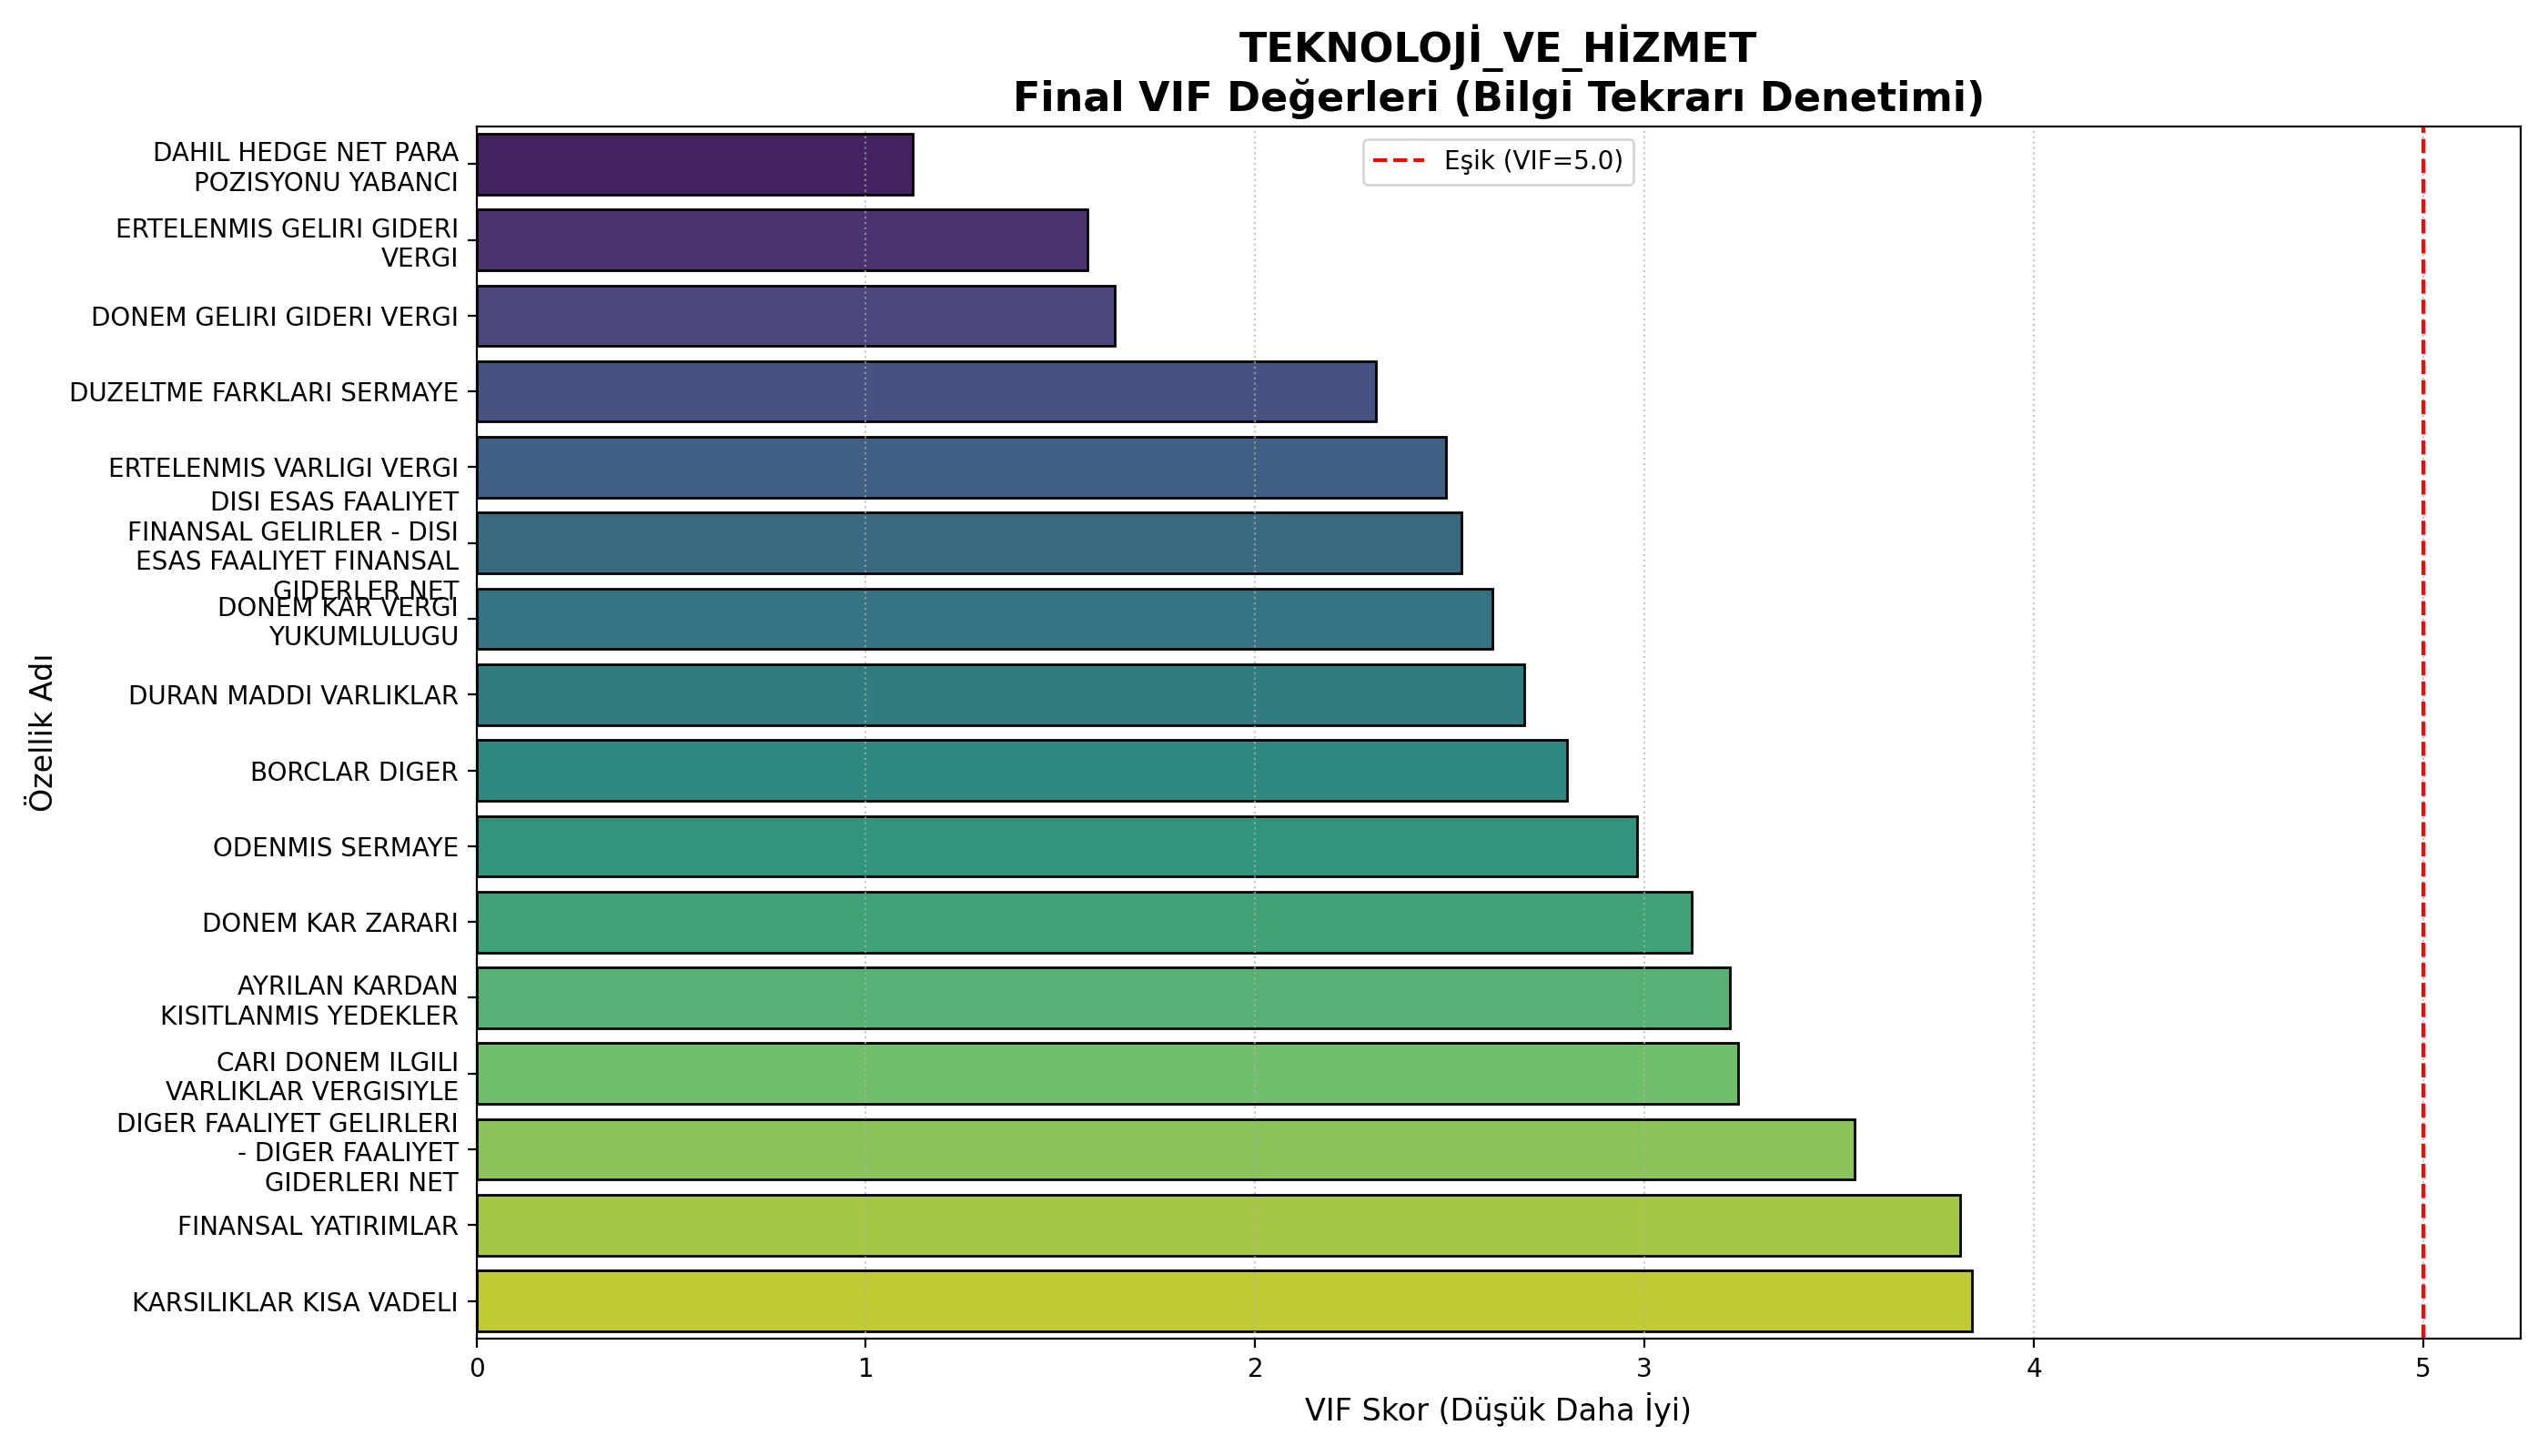 TEKNOLOJİ_VE_HİZMET
Final VIF Değerleri (Bilgi Tekrarı Denetimi)
Eşik (VIF=5.0)
Özellik Adı
DAHIL HEDGE NET PARA
POZISYONU YABANCI
ERTELENMIS GELIRI GIDERI
VERGI
DONEM GELIRI GIDERI VERGI
DUZELTME FARKLARI SERMAYE
ERTELENMIS VARLIGI VERGI
DISI ESAS FAALIYET
FINANSAL GELIRLER - DISI
ESAS FAALIYET FINANSAL
GIDERLER NET
DONEM KAR VERGI
YUKUMLULUGU
DURAN MADDI VARLIKLAR
BORCLAR DIGER
ODENMIS SERMAYE
DONEM KAR ZARARI
AYRILAN KARDAN
KISITLANMIS YEDEKLER
CARI DONEM ILGILI
VARLIKLAR VERGISIYLE
DIGER FAALIYET GELIRLERI
- DIGER FAALIYET
GIDERLERI NET
FINANSAL YATIRIMLAR
KARSILIKLAR KISA VADELI
0 1 2 3 4 5
VIF Skor (Düşük Daha İyi)